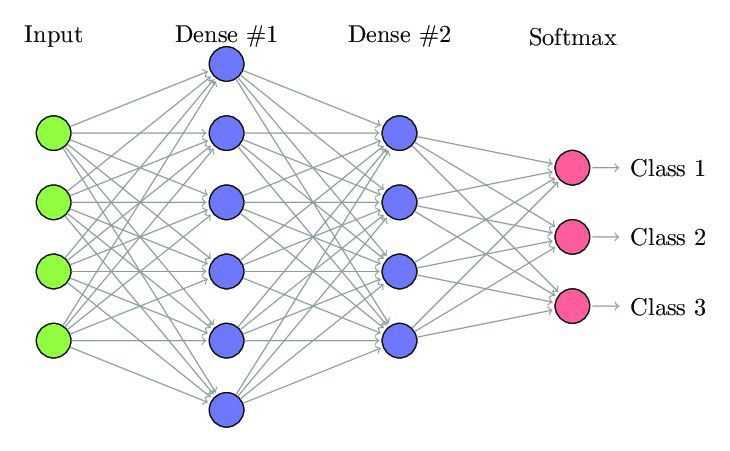 Input
Dense #1
Dense #2
Softmax
Class 1
Class 2
Class 3